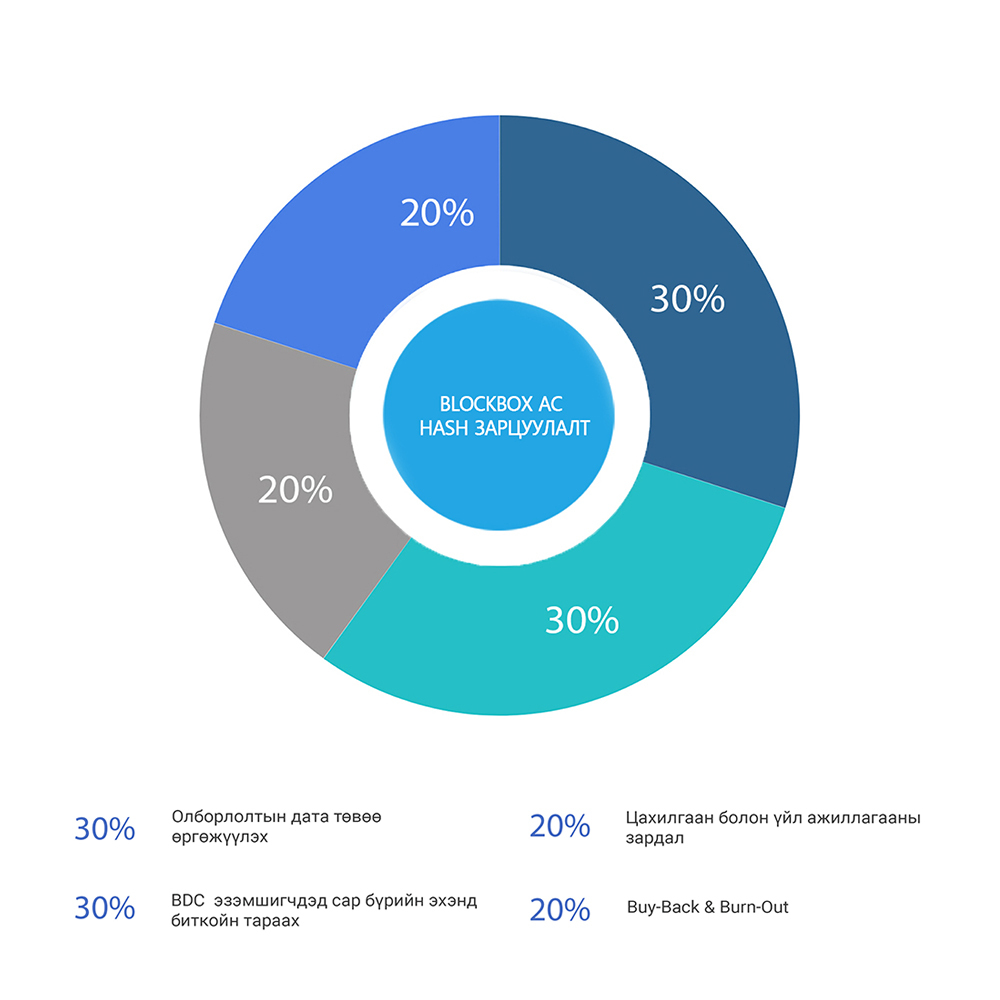 20%
30%
BLOCKBOX AC
HASH ЗАРЦУУЛАЛТ
20%
30%
30%
Олборлолтын дата төвөө
өргөжүүлэх
20%
Цахилгаан болон үйл ажиллагааны
зардал
30%
BDC эзэмшигчдэд сар бүрийн эхэнд
биткойн тараах
20%
Buy-Back & Burn-Out